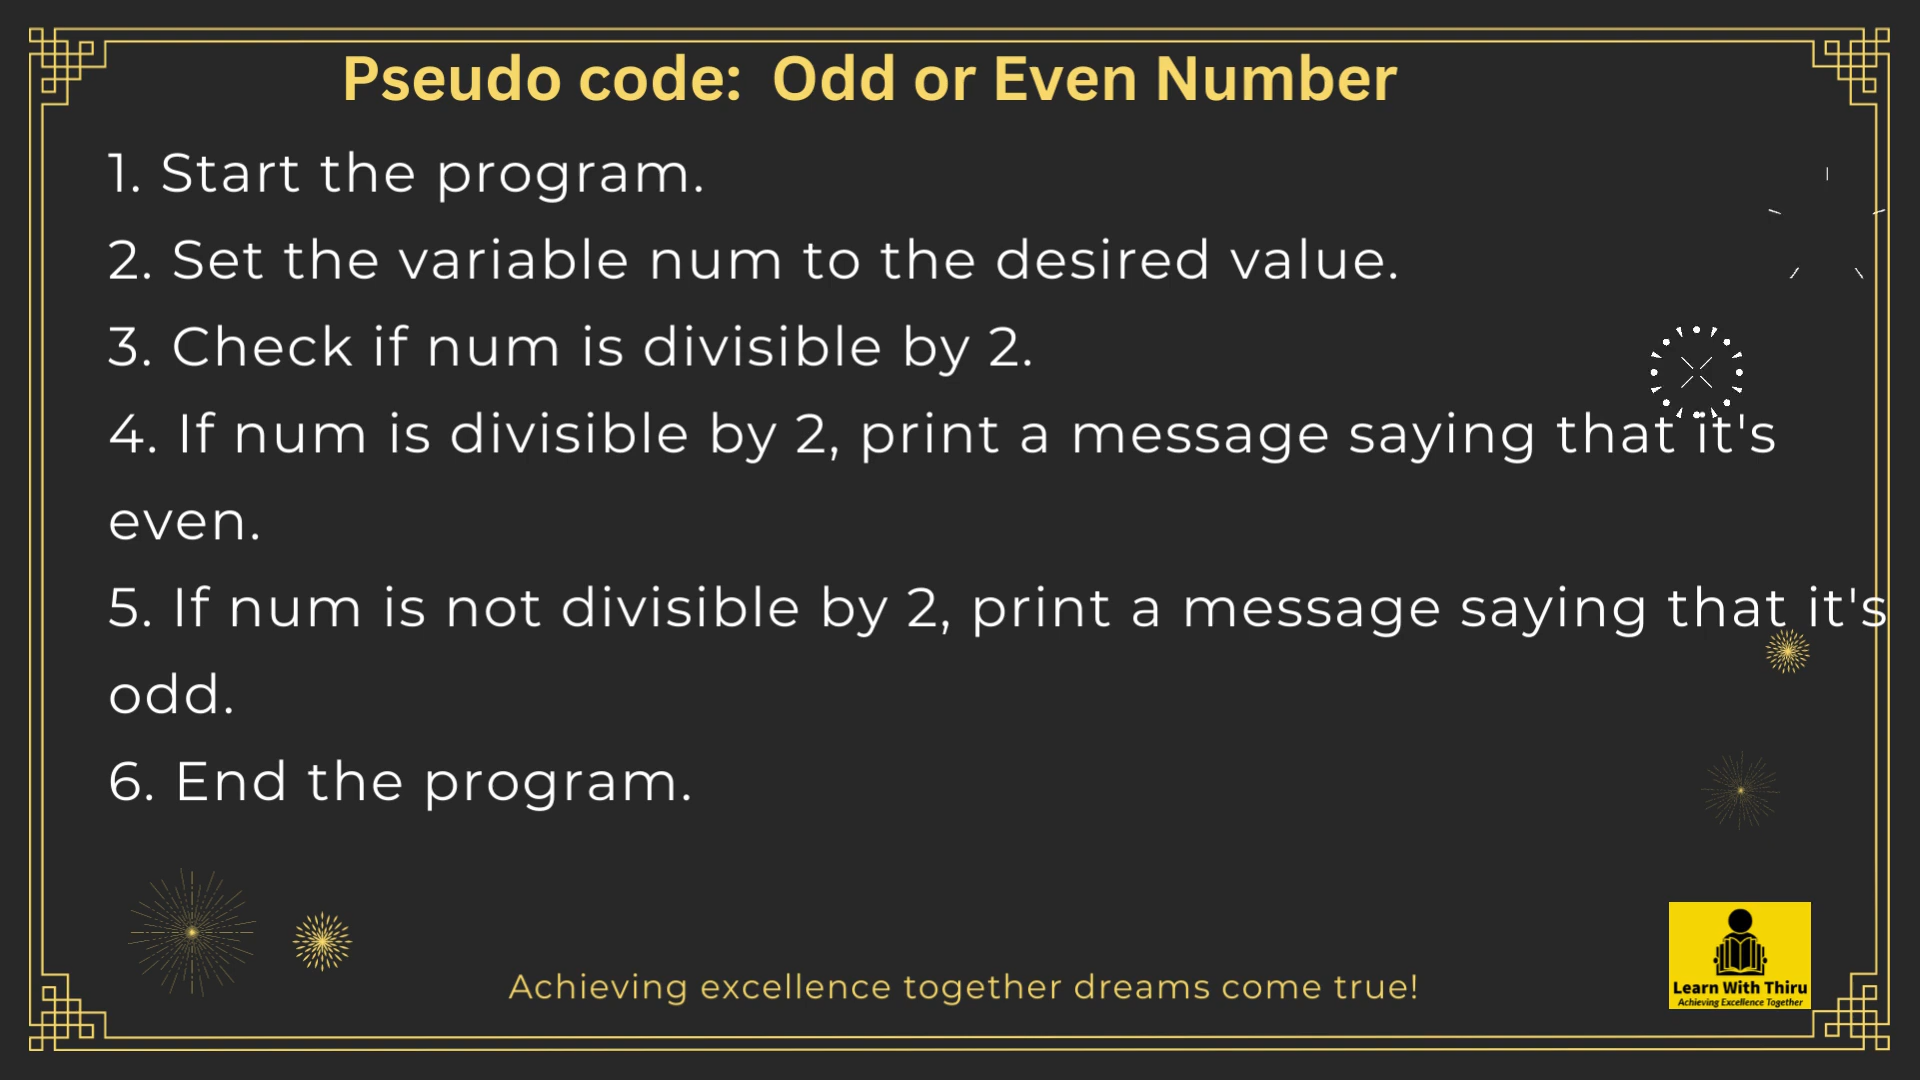 Pseudo code: Odd or Even Number
1. Start the program.
2. Set the variable num to the desired value.
3. Check if num is divisible by 2.
4. If num is divisible by 2, print a message saying that it's
even.
5. If num is not divisible by 2, print a message saying that it's
odd.
6. End the program.
Achieving excellence together dreams come true!
Learn With Thiru
Achieving Excellence Together